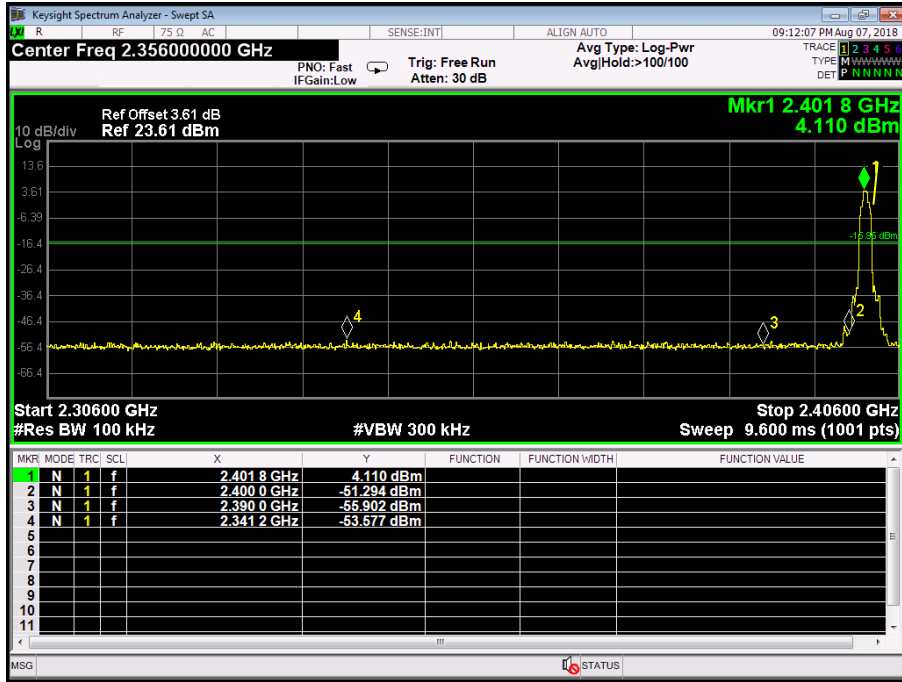 Keysight Spectrum Analyzer - Swept SA
LXI R RF 75 Ω AC SENSE:INT ALIGN AUTO 09:12:07 PM Aug 07, 2018
Center Freq 2.356000000 GHz
PNO: Fast
IFGain:Low
Trig: Free Run
Atten: 30 dB
Avg Type: Log-Pwr
Avg|Hold:>100/100
TRACE 1 2 3 4 5 6
TYPE M WWWWW
DET P N N N N N
Mkr1 2.401 8 GHz
4.110 dBm
Ref Offset 3.61 dB
10 dB/div Ref 23.61 dBm
Log
13.6
3.61
-6.39
-16.4
-26.4
-36.4
-46.4
-56.4
-66.4
1
-15.95 dBm
2
3
4
Start 2.30600 GHz Stop 2.40600 GHz
#Res BW 100 kHz #VBW 300 kHz Sweep 9.600 ms (1001 pts)
MKR MODE TRC SCL X Y FUNCTION FUNCTION WIDTH FUNCTION VALUE
1 N 1 f 2.401 8 GHz 4.110 dBm
2 N 1 f 2.400 0 GHz -51.294 dBm
3 N 1 f 2.390 0 GHz -55.902 dBm
4 N 1 f 2.341 2 GHz -53.577 dBm
5
6
7
8
9
10
11
MSG STATUS